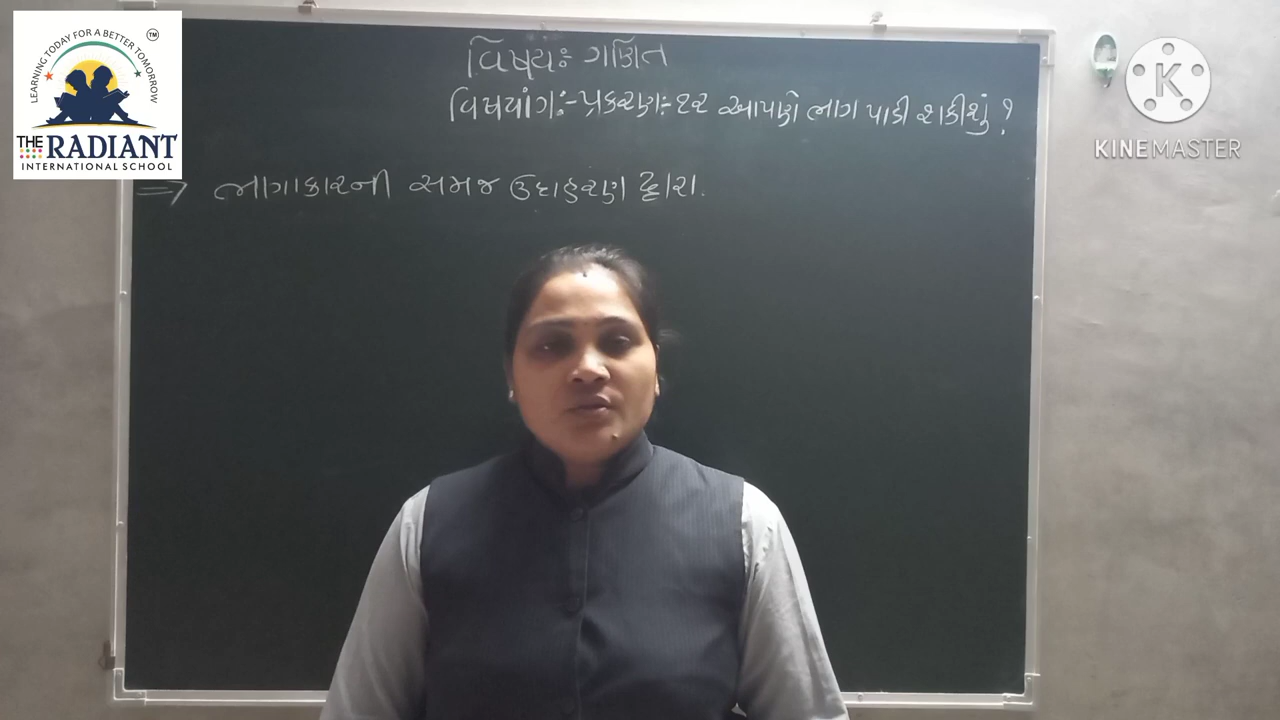 LEARNING TODAY FOR A BETTER TOMORROW
TM
THE RADIANT
INTERNATIONAL SCHOOL
વિષય:- ગણિત
વિષયાંગ:- પ્રકરણ:- ૧૨ આપણે ભાગ પાડી શકીશું ?
K
KINEMASTER
⇒ ભાગાકારની સમજ ઉદાહરણ દ્વારા.